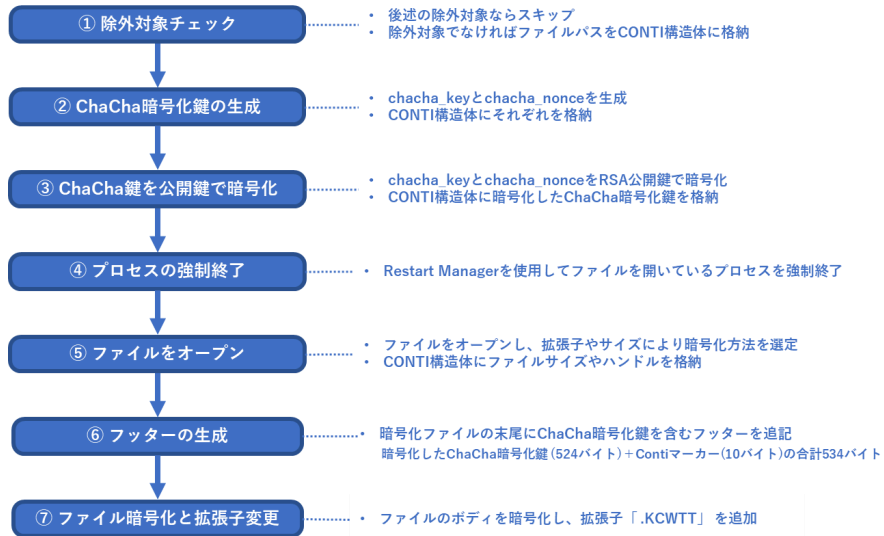 ① 除外対象チェック
• 後述の除外対象ならスキップ
• 除外対象でなければファイルパスをCONTI構造体に格納
② ChaCha暗号化鍵の生成
• chacha_keyとchacha_nonceを生成
• CONTI構造体にそれぞれを格納
③ ChaCha鍵を公開鍵で暗号化
• chacha_keyとchacha_nonceをRSA公開鍵で暗号化
• CONTI構造体に暗号化したChaCha暗号化鍵を格納
④ プロセスの強制終了
• Restart Managerを使用してファイルを開いているプロセスを強制終了
⑤ ファイルをオープン
• ファイルをオープンし、拡張子やサイズにより暗号化方法を選定
• CONTI構造体にファイルサイズやハンドルを格納
⑥ フッターの生成
• 暗号化ファイルの末尾にChaCha暗号化鍵を含むフッターを追記
暗号化したChaCha暗号化鍵(524バイト)＋Contiマーカー(10バイト)の合計534バイト
⑦ ファイル暗号化と拡張子変更
• ファイルのボディを暗号化し、拡張子「 .KCWTT」 を追加